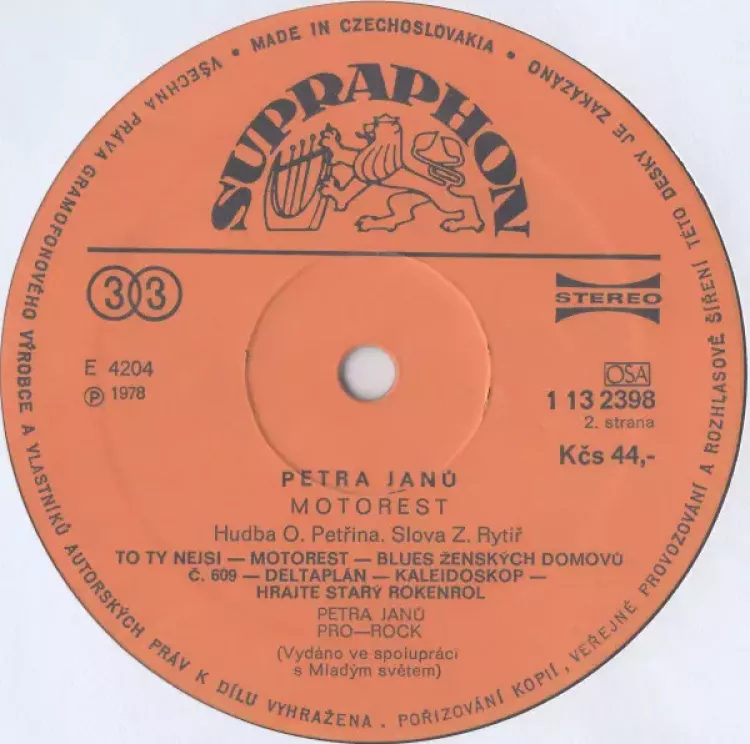 VŠECHNA PRÁVA GRAMOFONOVÉHO VÝROBCE A VLASTNÍKŮ AUTORSKÝCH PRÁV K DÍLU VYHRAŽENA. POŘIZOVÁNÍ KOPIÍ, VEŘEJNÉ PROVOZOVÁNÍ A ROZHLASOVÉ ŠÍŘENÍ TÉTO DESKY JE ZAKÁZÁNO
• MADE IN CZECHOSLOVAKIA •
SUPRAPHON
33
STEREO
E 4204
Ⓟ 1978
OSA
1 13 2398
2. strana
Kčs 44,-
PETRA JANŮ
MOTOREST
Hudba O. Petřina. Slova Z. Rytíř
TO TY NEJSI — MOTOREST — BLUES ŽENSKÝCH DOMOVŮ
Č. 609 — DELTAPLÁN — KALEIDOSKOP —
HRAJTE STARÝ ROKENROL
PETRA JANŮ
PRO—ROCK
(Vydáno ve spolupráci
s Mladým světem)